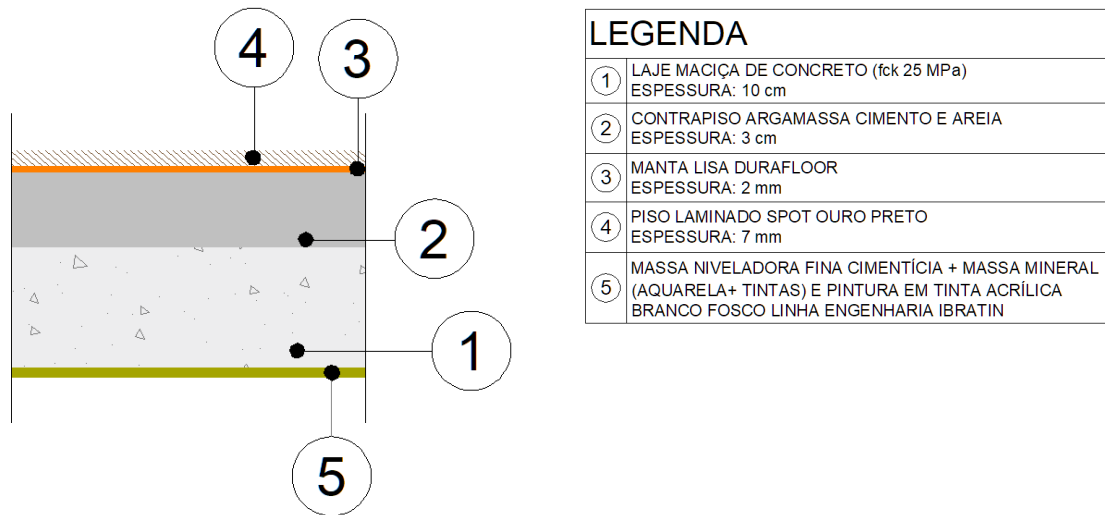 4
3
2
1
5
LEGENDA
1 LAJE MACIÇA DE CONCRETO (fck 25 MPa)
ESPESSURA: 10 cm
2 CONTRAPISO ARGAMASSA CIMENTO E AREIA
ESPESSURA: 3 cm
3 MANTA LISA DURAFLOOR
ESPESSURA: 2 mm
4 PISO LAMINADO SPOT OURO PRETO
ESPESSURA: 7 mm
5 MASSA NIVELADORA FINA CIMENTÍCIA + MASSA MINERAL
(AQUARELA+ TINTAS) E PINTURA EM TINTA ACRÍLICA
BRANCO FOSCO LINHA ENGENHARIA IBRATIN